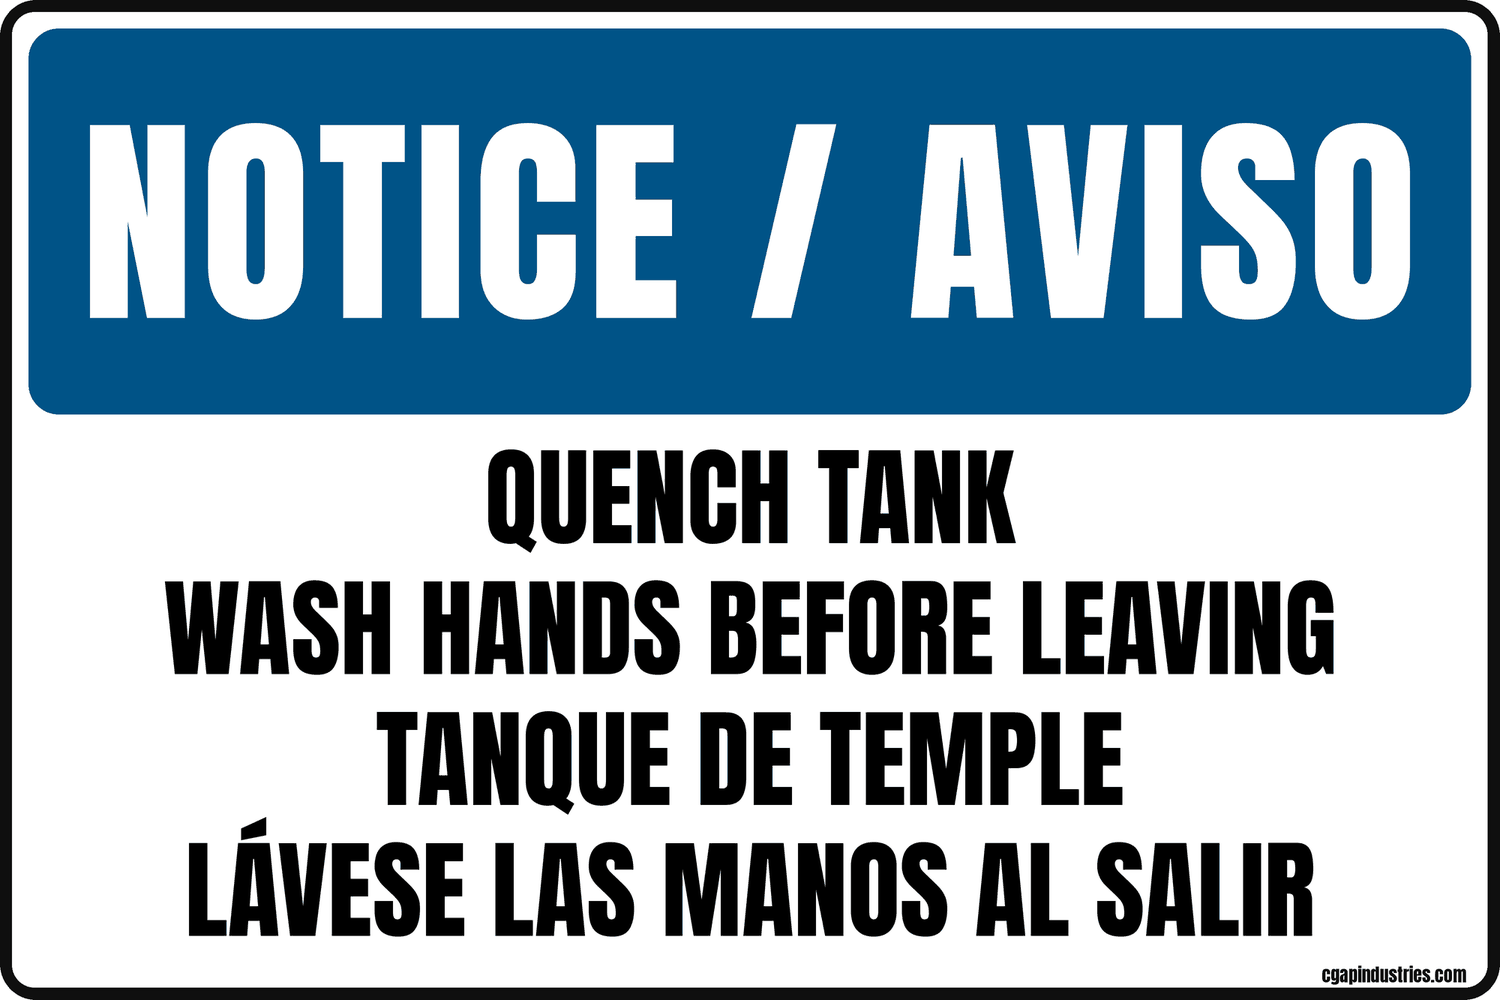 NOTICE / AVISO
QUENCH TANK
WASH HANDS BEFORE LEAVING
TANQUE DE TEMPLE
LÁVESE LAS MANOS AL SALIR
cgapindustries.com